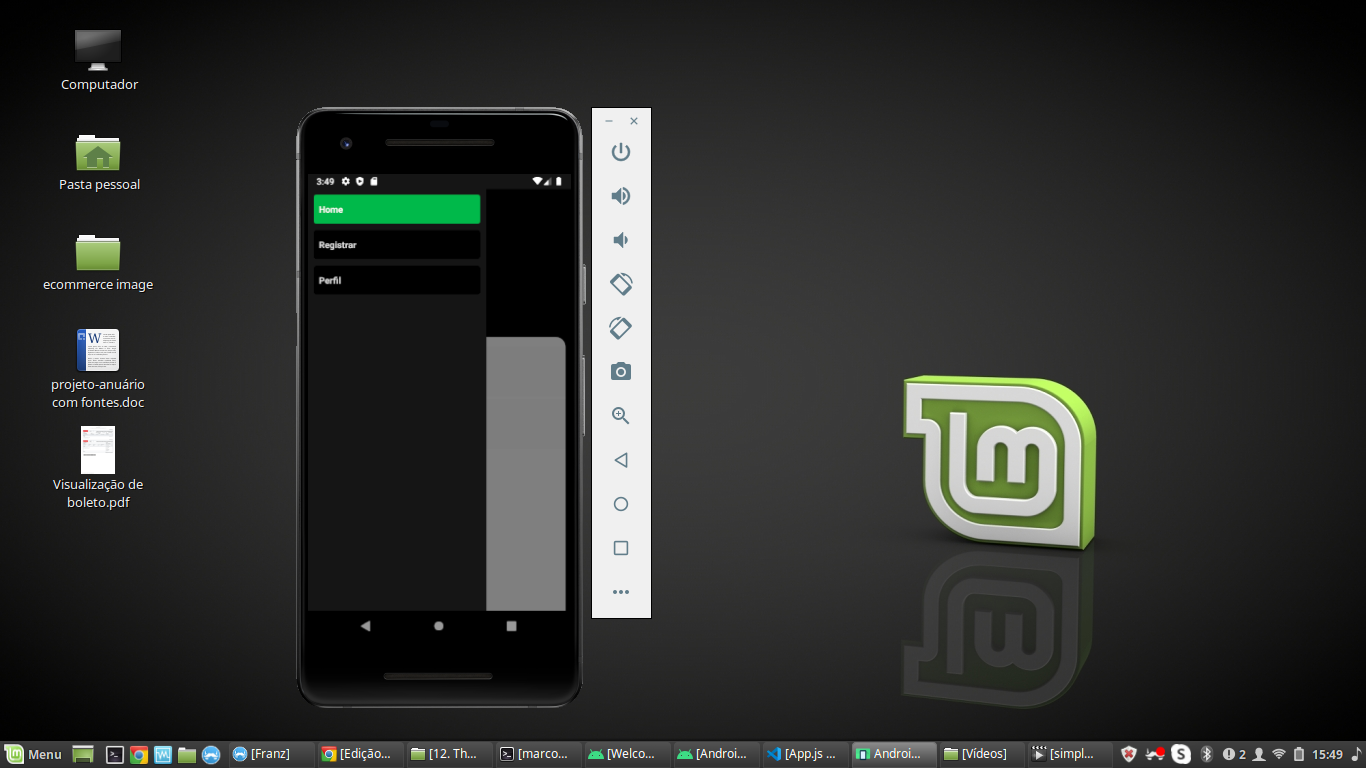 Computador
Pasta pessoal
ecommerce image
W
projeto-anuário
com fontes.doc
Visualização de
boleto.pdf
3:49
Home
Registrar
Perfil
Menu
[Franz]
[Edição...
[12. Th...
[marco...
[Welco...
[Androi...
[App.js ...
Androi...
[Vídeos]
[simpl...
2
15:49